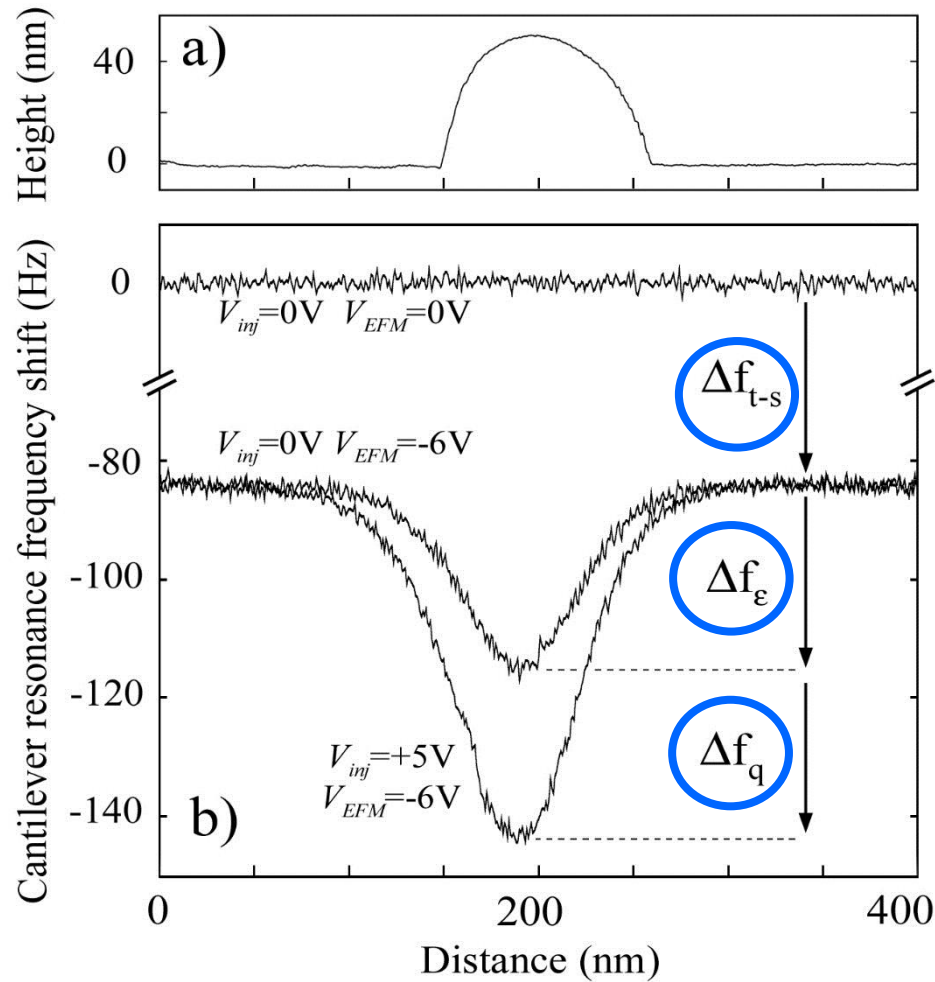 a)
Height (nm)
40
0
Cantilever resonance frequency shift (Hz)
0
V_inj=0V V_EFM=0V
Δf_t-s
V_inj=0V V_EFM=-6V
-80
-100
Δf_ε
-120
V_inj=+5V
V_EFM=-6V
Δf_q
-140
b)
0 200 400
Distance (nm)